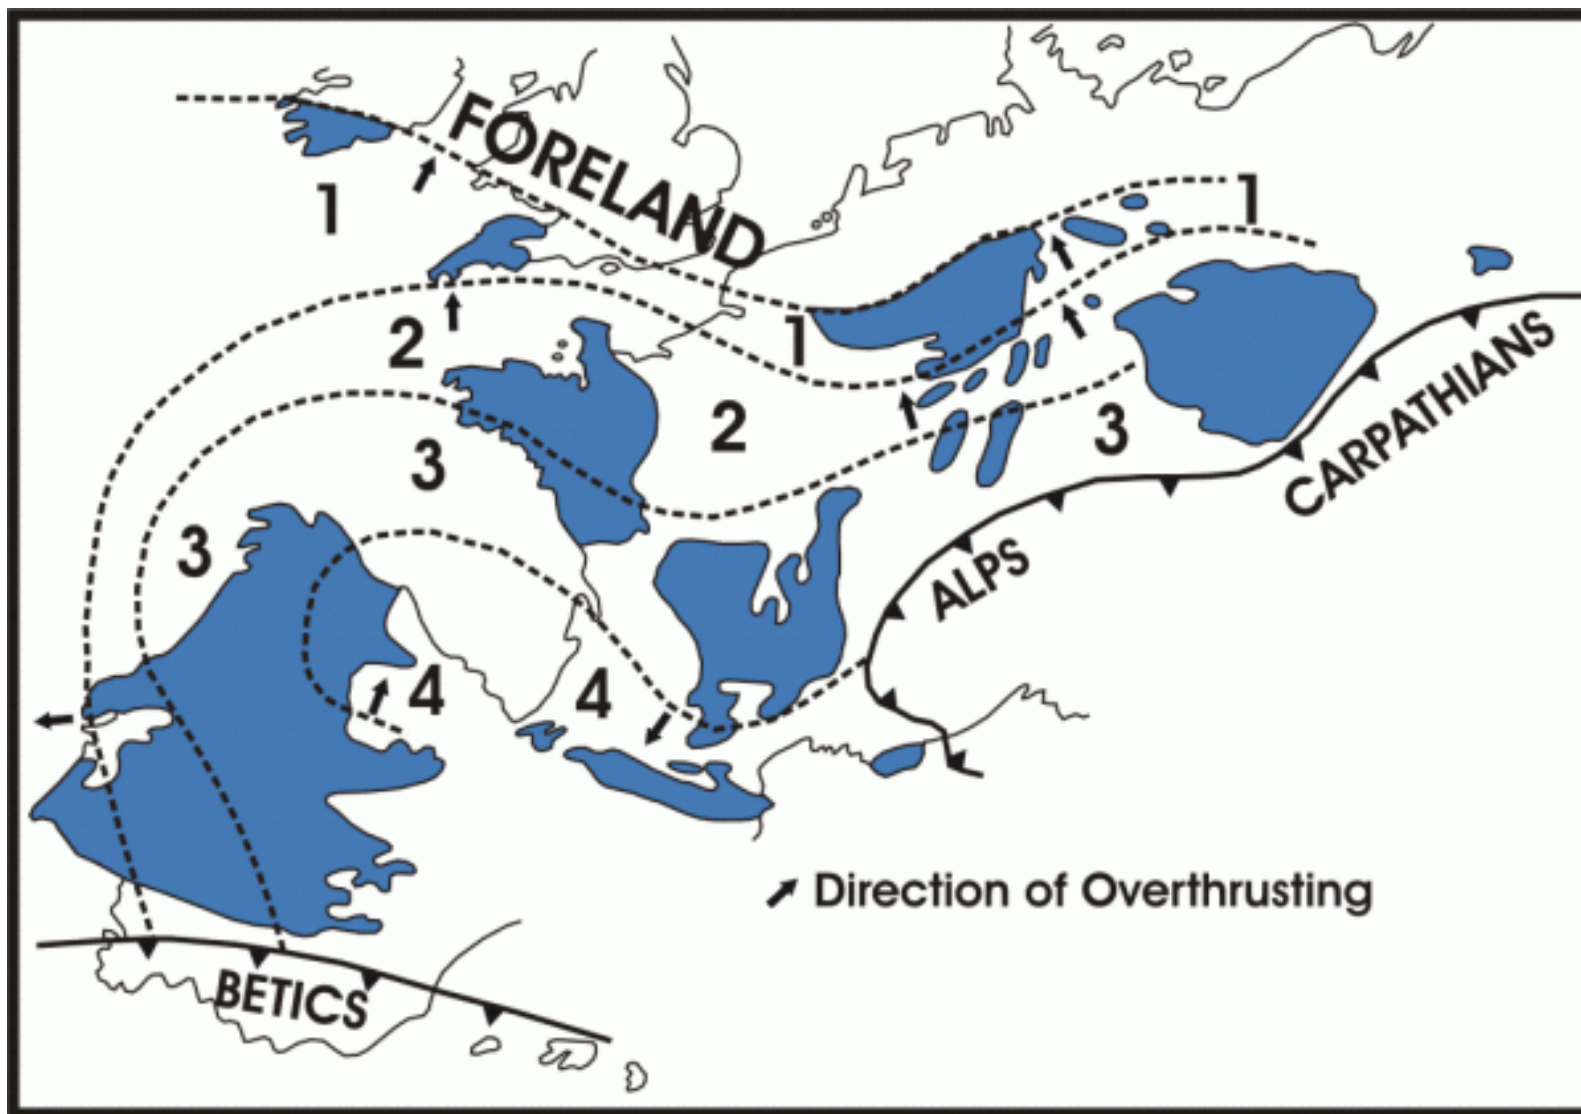 FORELAND
1
1
2
1
2
3
3
3
4
4
CARPATHIANS
ALPS
Direction of Overthrusting
BETICS